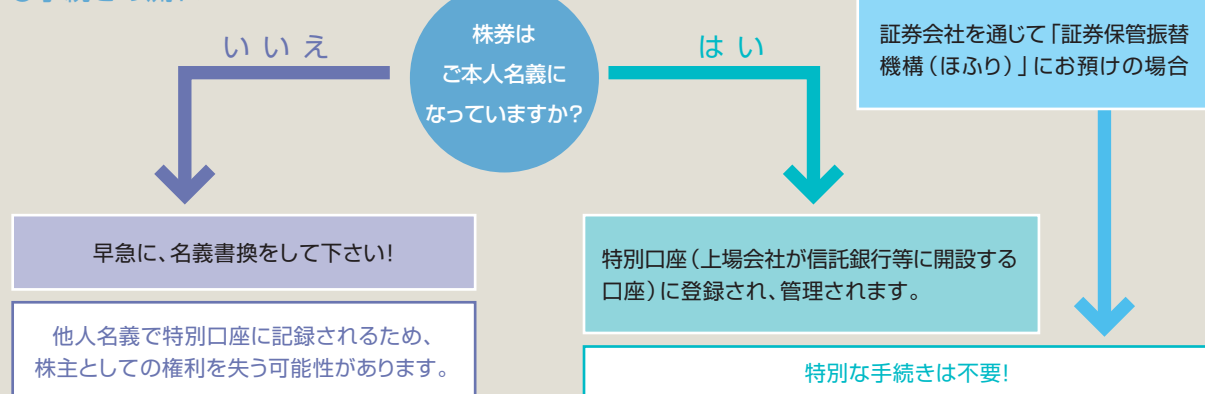 株券は
ご本人名義に
なっていますか?
いいえ
はい
証券会社を通じて「証券保管振替
機構（ほふり）」にお預けの場合
早急に、名義書換をして下さい!
他人名義で特別口座に記録されるため、
株主としての権利を失う可能性があります。
特別口座（上場会社が信託銀行等に開設する
口座）に登録され、管理されます。
特別な手続きは不要!